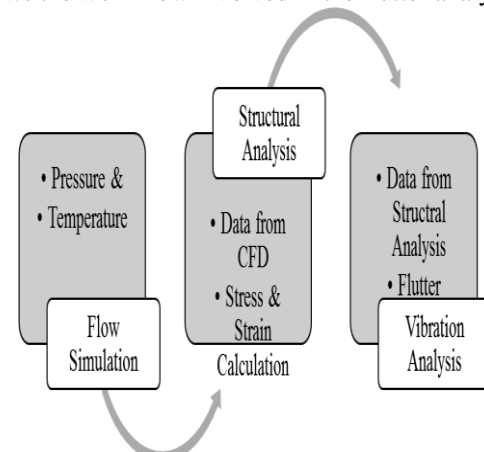 • Pressure &
• Temperature
Flow
Simulation
Structural
Analysis
• Data from
CFD
• Stress &
Strain
Calculation
• Data from
Structral
Analysis
• Flutter
Vibration
Analysis